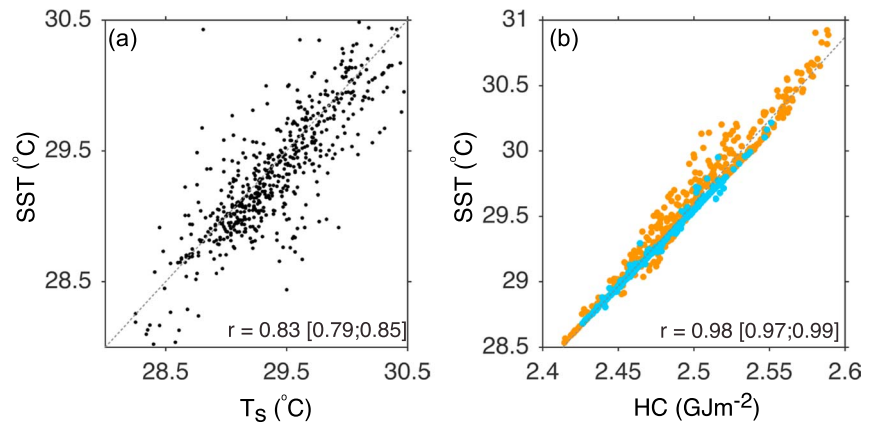 (a)
SST (°C)
30.5
29.5
28.5
r = 0.83 [0.79;0.85]
28.5 29.5 30.5
TS (°C)
(b)
SST (°C)
31
30.5
30
29.5
29
28.5
r = 0.98 [0.97;0.99]
2.4 2.45 2.5 2.55 2.6
HC (GJm-2)